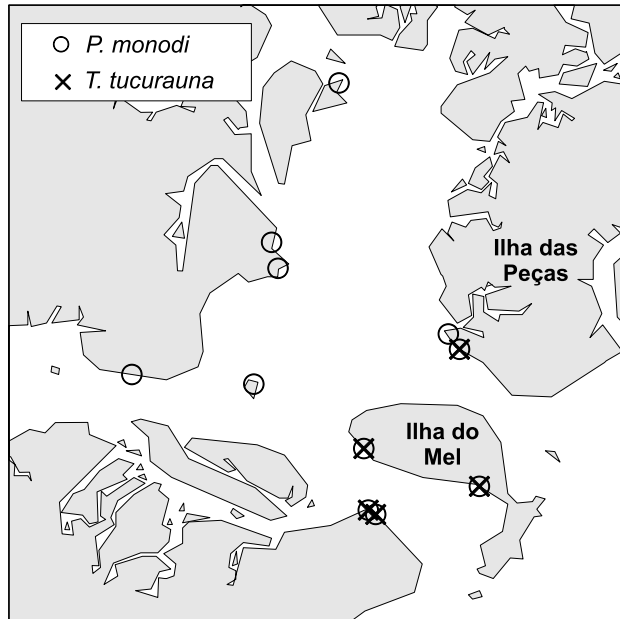 P. monodi
T. tucurauna
Ilha das
Peças
Ilha do
Mel